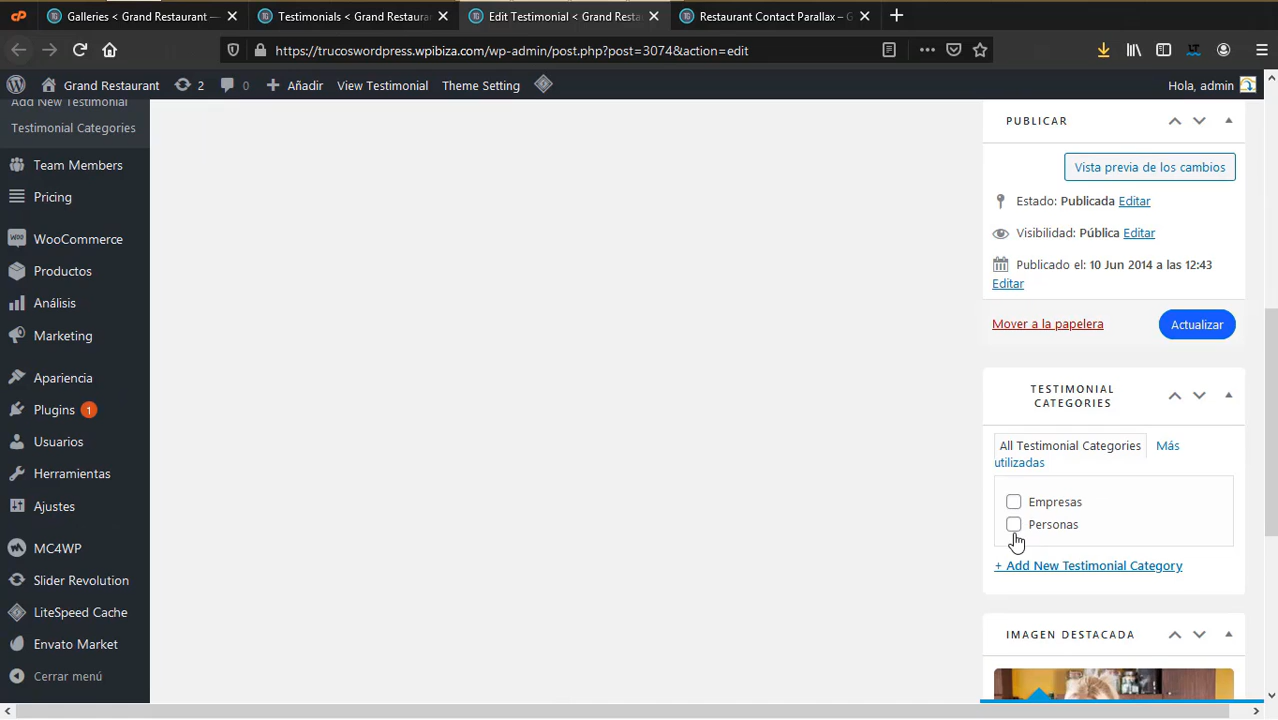 Galleries < Grand Restaurant —
Testimonials < Grand Restaura
Edit Testimonial < Grand Resta
Restaurant Contact Parallax – G
https://trucoswordpress.wpibiza.com/wp-admin/post.php?post=3074&action=edit
Grand Restaurant
2
0
Añadir
View Testimonial
Theme Setting
Hola, admin
Add New Testimonial
Testimonial Categories
Team Members
Pricing
WooCommerce
Productos
Análisis
Marketing
Apariencia
Plugins 1
Usuarios
Herramientas
Ajustes
MC4WP
Slider Revolution
LiteSpeed Cache
Envato Market
Cerrar menú
PUBLICAR
Vista previa de los cambios
Estado: Publicada Editar
Visibilidad: Pública Editar
Publicado el: 10 Jun 2014 a las 12:43
Editar
Mover a la papelera
Actualizar
TESTIMONIAL
CATEGORIES
All Testimonial Categories Más
utilizadas
Empresas
Personas
+ Add New Testimonial Category
IMAGEN DESTACADA